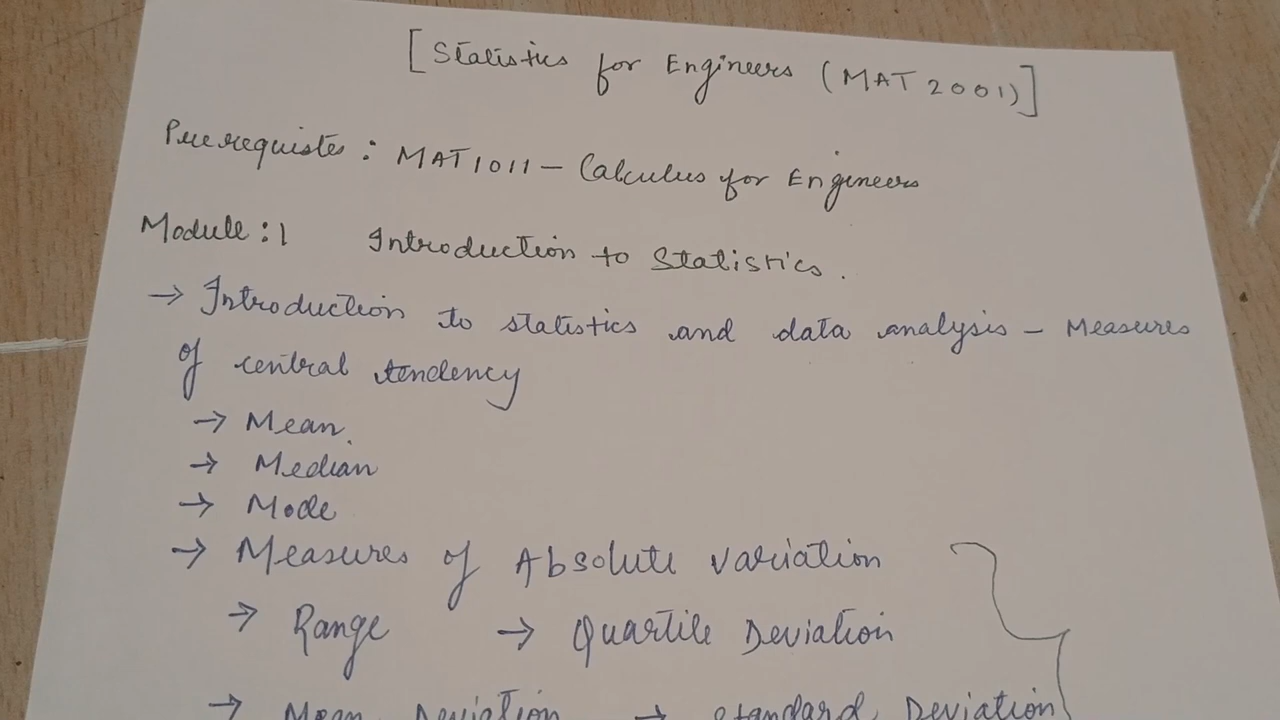 [Statistics for Engineers (MAT 2001)]
Prerequistes : MAT1011 - Calculus for Engineers
Module : 1 Introduction to Statistics.
→ Introduction to statistics and data analysis - Measures
of central tendency
→ Mean
→ Median
→ Mode
→ Measures of Absolute variation
→ Range → Quartile Deviation
→ Mean Deviation → Standard Deviation